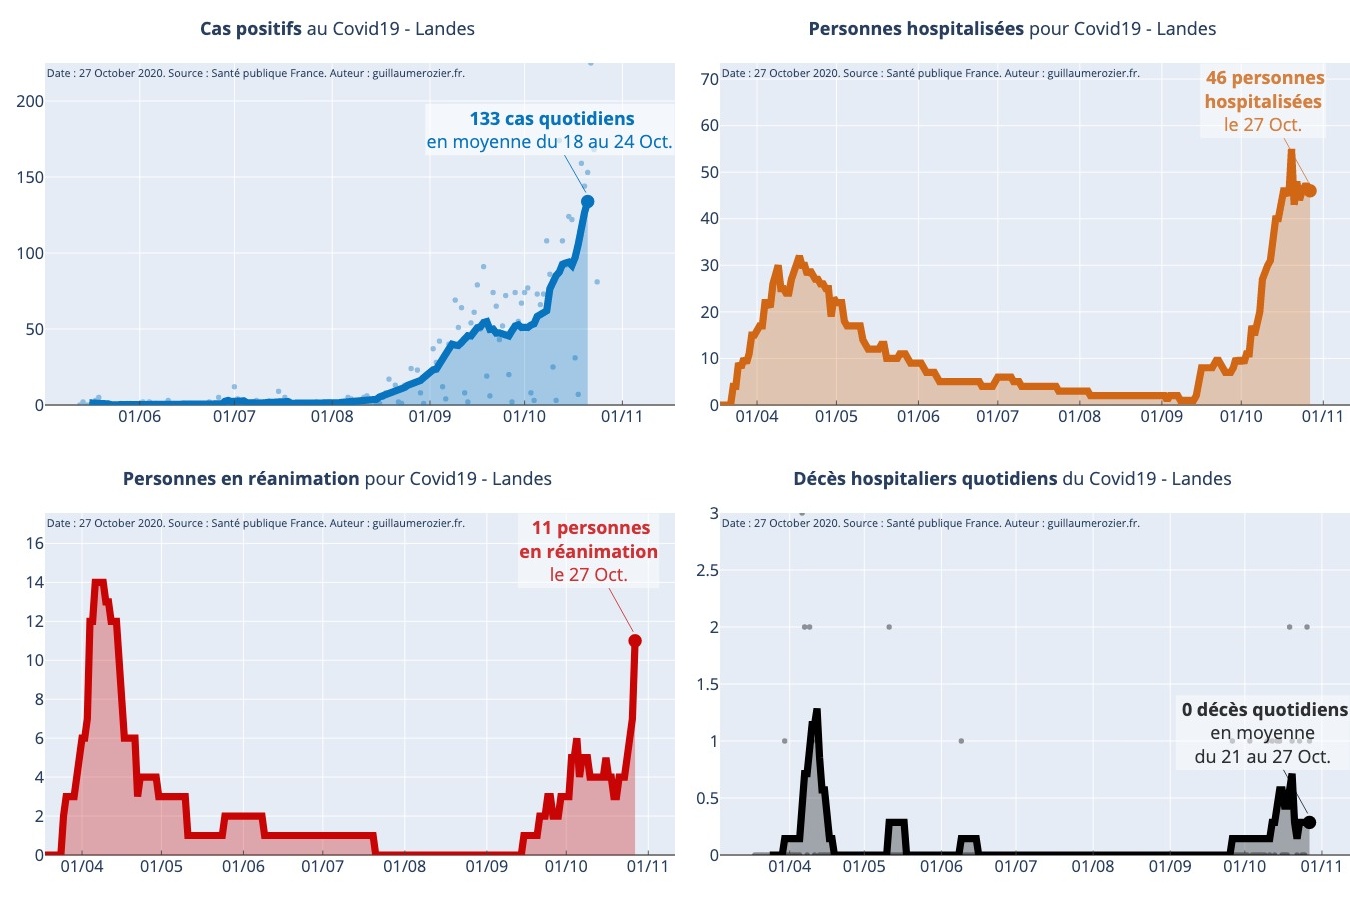 Cas positifs au Covid19 - Landes
Date : 27 October 2020. Source : Santé publique France. Auteur : guillaumerozier.fr.
133 cas quotidiens
en moyenne du 18 au 24 Oct.
200
150
100
50
0
01/06 01/07 01/08 01/09 01/10 01/11
Personnes hospitalisées pour Covid19 - Landes
Date : 27 October 2020. Source : Santé publique France. Auteur : guillaumerozier.fr.
46 personnes
hospitalisées
le 27 Oct.
70
60
50
40
30
20
10
0
01/04 01/05 01/06 01/07 01/08 01/09 01/10 01/11
Personnes en réanimation pour Covid19 - Landes
Date : 27 October 2020. Source : Santé publique France. Auteur : guillaumerozier.fr.
11 personnes
en réanimation
le 27 Oct.
16
14
12
10
8
6
4
2
0
01/04 01/05 01/06 01/07 01/08 01/09 01/10 01/11
Décès hospitaliers quotidiens du Covid19 - Landes
Date : 27 October 2020. Source : Santé publique France. Auteur : guillaumerozier.fr.
0 décès quotidiens
en moyenne
du 21 au 27 Oct.
3
2.5
2
1.5
1
0.5
0
01/04 01/05 01/06 01/07 01/08 01/09 01/10 01/11